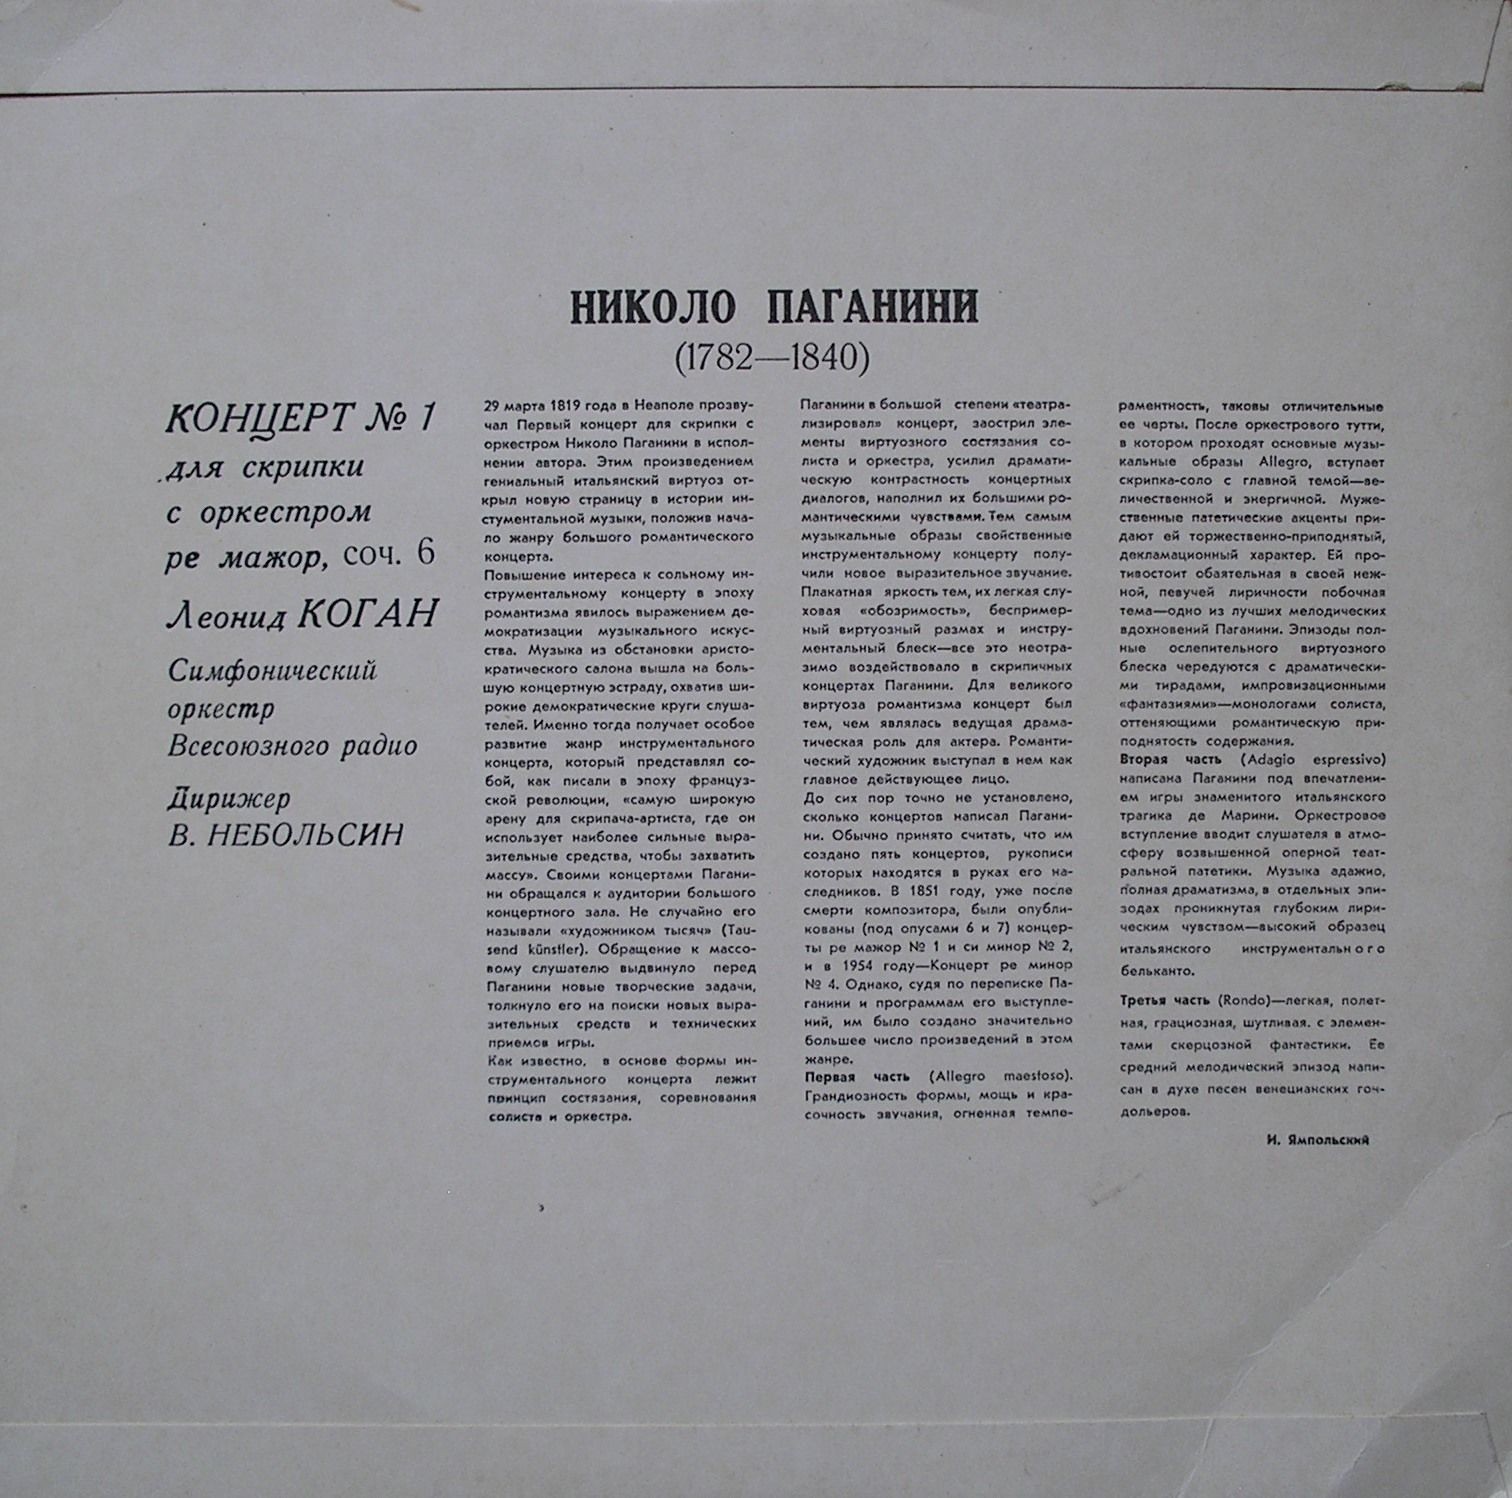 НИКОЛО ПАГАНИНИ
(1782—1840)
КОНЦЕРТ № 1
для скрипки
с оркестром
ре мажор, соч. 6
Леонид КОГАН
Симфонический
оркестр
Всесоюзного радио
Дирижер
В. НЕБОЛЬСИН
29 марта 1819 года в Неаполе прозву-
чал Первый концерт для скрипки с
оркестром Николо Паганини в испол-
нении автора. Этим произведением
гениальный итальянский виртуоз от-
крыл новую страницу в истории ин-
стументальной музыки, положив нача-
ло жанру большого романтического
концерта.
Повышение интереса к сольному ин-
струментальному концерту в эпоху
романтизма явилось выражением де-
мократизации музыкального искус-
ства. Музыка из обстановки аристо-
кратического салона вышла на боль-
шую концертную эстраду, охватив ши-
рокие демократические круги слуша-
телей. Именно тогда получает особое
развитие жанр инструментального
концерта, который представлял со-
бой, как писали в эпоху француз-
ской революции, «самую широкую
арену для скрипача-артиста, где он
использует наиболее сильные выра-
зительные средства, чтобы захватить
массу». Своими концертами Пагани-
ни обращался к аудитории большого
концертного зала. Не случайно его
называли «художником тысяч» (Tau-
send künstler). Обращение к массо-
вому слушателю выдвинуло перед
Паганини новые творческие задачи,
толкнуло его на поиски новых выра-
зительных средств и технических
приемов игры.
Как известно, в основе формы ин-
струментального концерта лежит
принцип состязания, соревнования
солиста и оркестра.
Паганини в большой степени «театра-
лизировал» концерт, заострил эле-
менты виртуозного состязания со-
листа и оркестра, усилил драмати-
ческую контрастность концертных
диалогов, наполнил их большими ро-
мантическими чувствами. Тем самым
музыкальные образы свойственные
инструментальному концерту полу-
чили новое выразительное звучание.
Плакатная яркость тем, их легкая слу-
ховая «обозримость», беспример-
ный виртуозный размах и инстру-
ментальный блеск—все это неотра-
зимо воздействовало в скрипичных
концертах Паганини. Для великого
виртуоза романтизма концерт был
тем, чем являлась ведущая драма-
тическая роль для актера. Романти-
ческий художник выступал в нем как
главное действующее лицо.
До сих пор точно не установлено,
сколько концертов написал Пагани-
ни. Обычно принято считать, что им
создано пять концертов, рукописи
которых находятся в руках его на-
следников. В 1851 году, уже после
смерти композитора, были опубли-
кованы (под опусами 6 и 7) концер-
ты ре мажор № 1 и си минор № 2,
и в 1954 году—Концерт ре минор
№ 4. Однако, судя по переписке Па-
ганини и программам его выступле-
ний, им было создано значительно
большее число произведений в этом
жанре.
Первая часть (Allegro maestoso).
Грандиозность формы, мощь и кра-
сочность звучания, огненная темпе-
раментность, таковы отличительные
ее черты. После оркестрового тутти,
в котором проходят основные музы-
кальные образы Allegro, вступает
скрипка-соло с главной темой—ве-
личественной и энергичной. Муже-
ственные патетические акценты при-
дают ей торжественно-приподнятый,
декламационный характер. Ей про-
тивостоит обаятельная в своей неж-
ной, певучей лиричности побочная
тема—одно из лучших мелодических
вдохновений Паганини. Эпизоды пол-
ные ослепительного виртуозного
блеска чередуются с драматически-
ми тирадами, импровизационными
«фантазиями»—монологами солиста,
оттеняющими романтическую при-
поднятость содержания.
Вторая часть (Adagio espressivo)
написана Паганини под впечатлени-
ем игры знаменитого итальянского
трагика де Марини. Оркестровое
вступление вводит слушателя в атмо-
сферу возвышенной оперной теат-
ральной патетики. Музыка адажио,
полная драматизма, в отдельных эпи-
зодах проникнутая глубоким лири-
ческим чувством—высокий образец
итальянского инструментального
бельканто.
Третья часть (Rondo)—легкая, полет-
ная, грациозная, шутливая. с элемен-
тами скерцозной фантастики. Ее
средний мелодический эпизод напи-
сан в духе песен венецианских гон-
дольеров.
И. Ямпольский